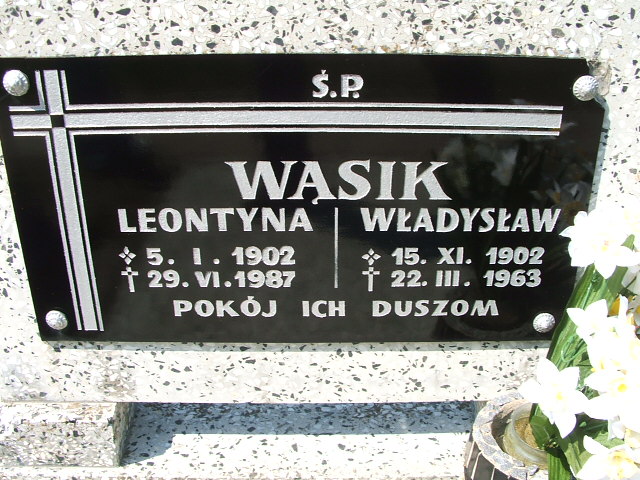 Ś.P.
WĄSIK
LEONTYNA WŁADYSŁAW
5. I. 1902 15. XI. 1902
29. VI. 1987 22. III. 1963
POKÓJ ICH DUSZOM